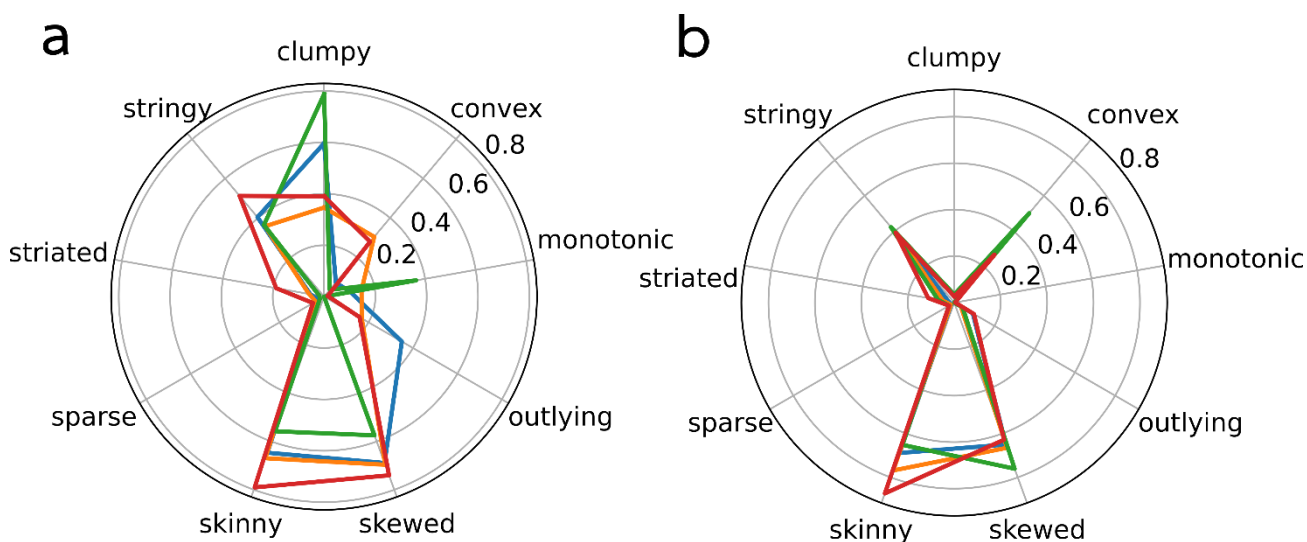 a
clumpy
convex
0.8
0.6
0.4
0.2
monotonic
outlying
skewed
skinny
sparse
striated
stringy
b
clumpy
convex
0.8
0.6
0.4
0.2
monotonic
outlying
skewed
skinny
sparse
striated
stringy